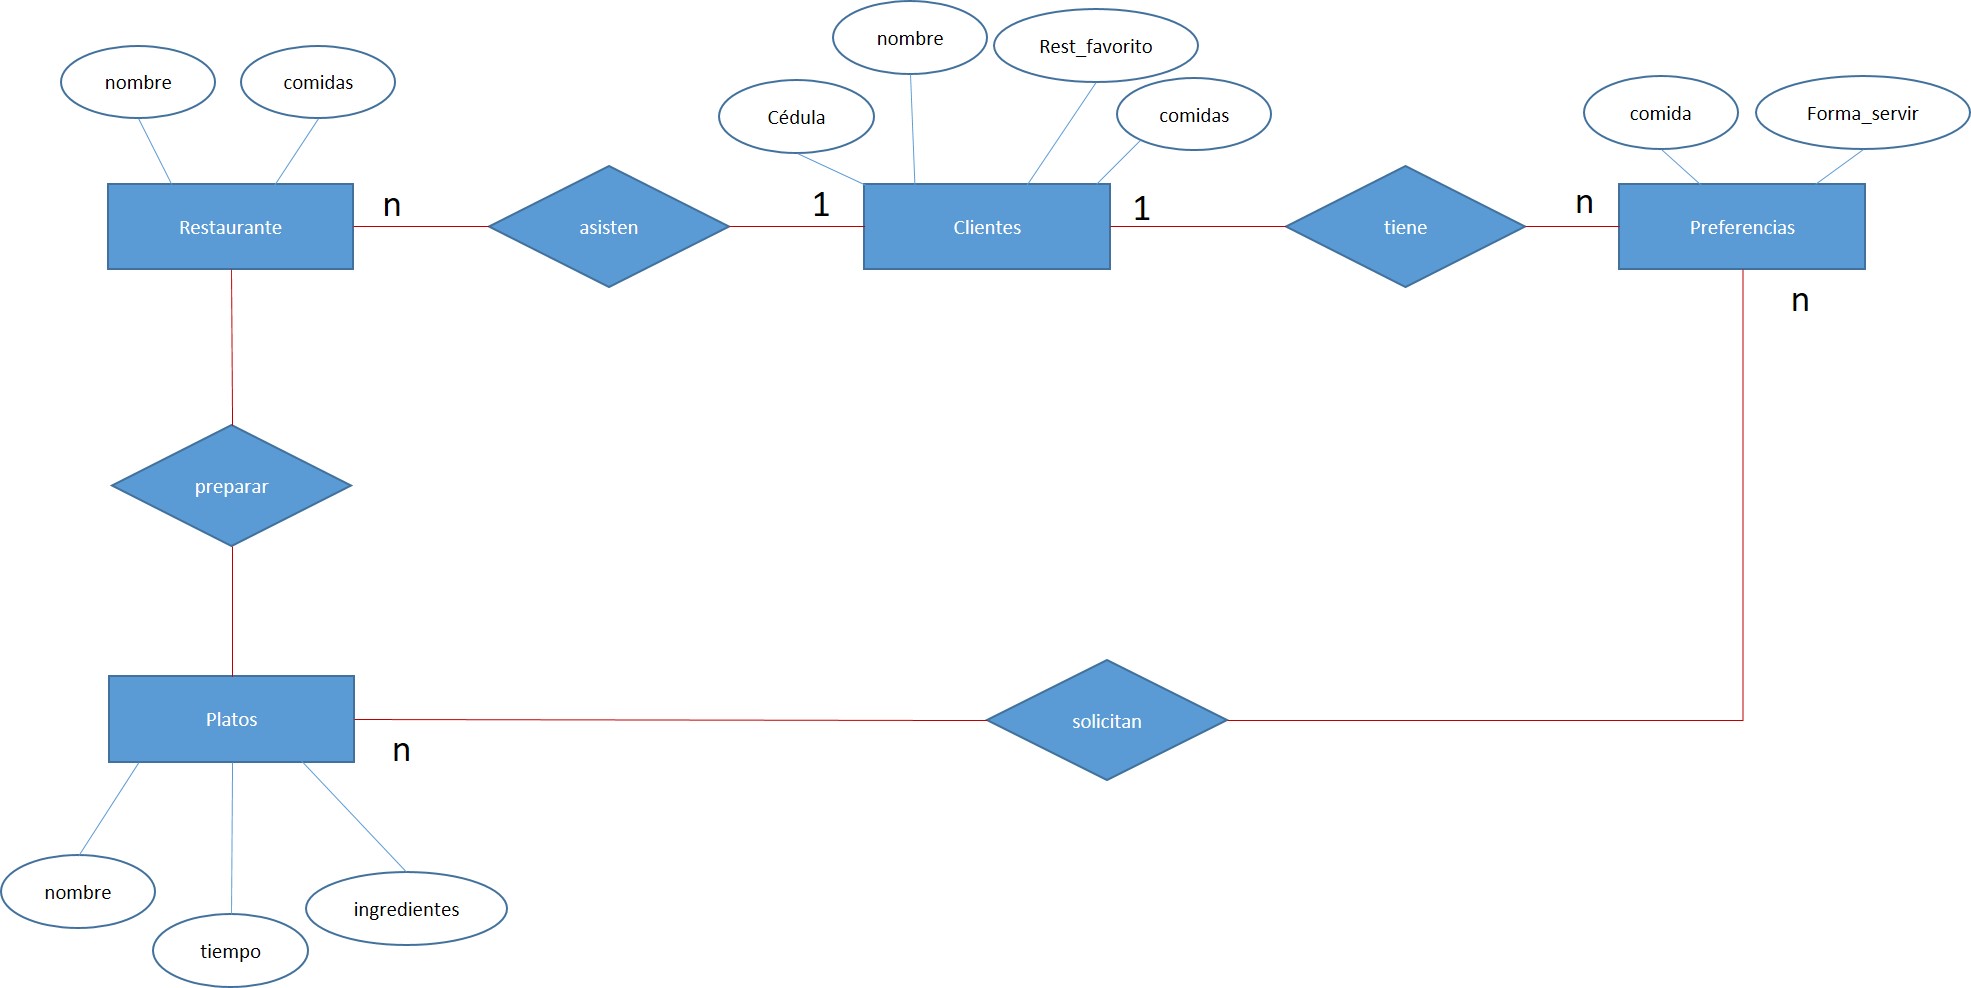 nombre
comidas
Cédula
nombre
Rest_favorito
comidas
comida
Forma_servir
Restaurante
n
asisten
1
Clientes
1
tiene
n
Preferencias
n
preparar
Platos
n
solicitan
nombre
tiempo
ingredientes